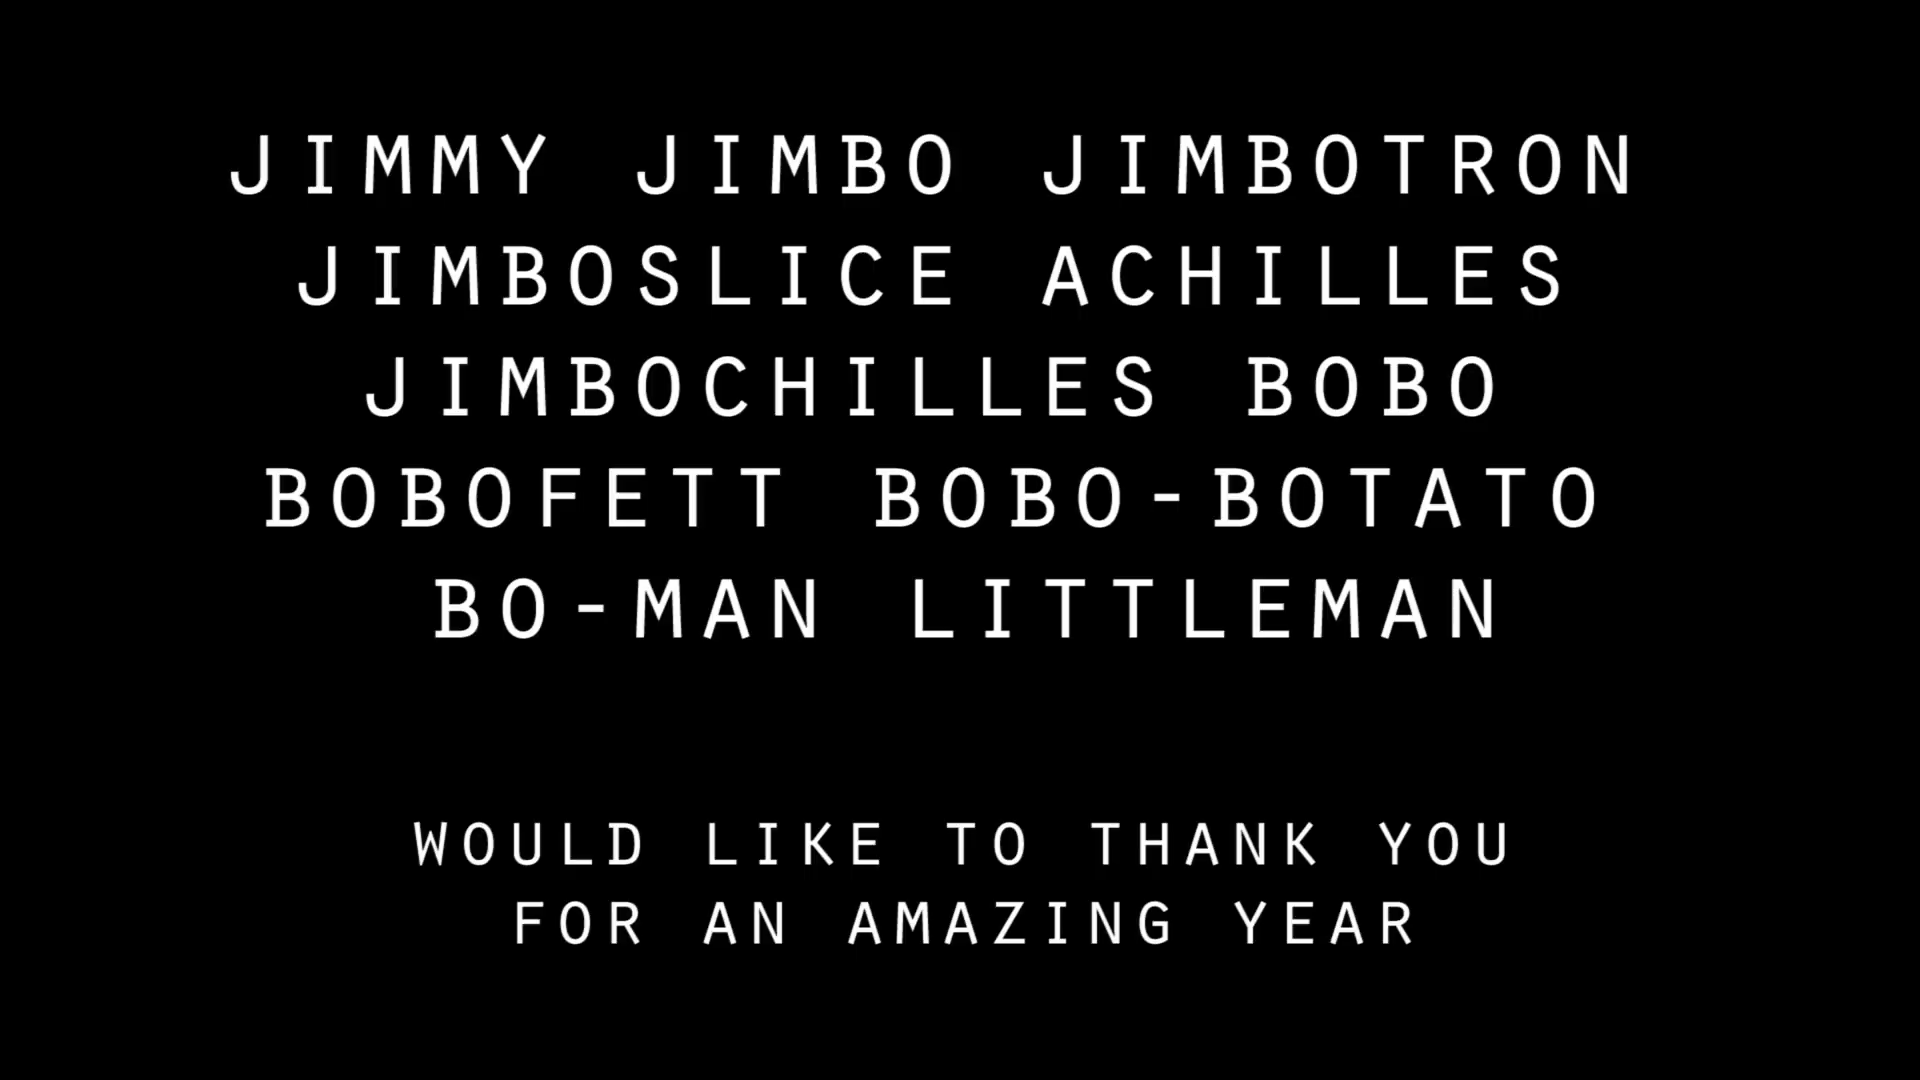 JIMMY JIMBO JIMBOTRON
JIMBOSLICE ACHILLES
JIMBOCHILLES BOBO
BOBOFETT BOBO-BOTATO
BO-MAN LITTLEMAN
WOULD LIKE TO THANK YOU
FOR AN AMAZING YEAR